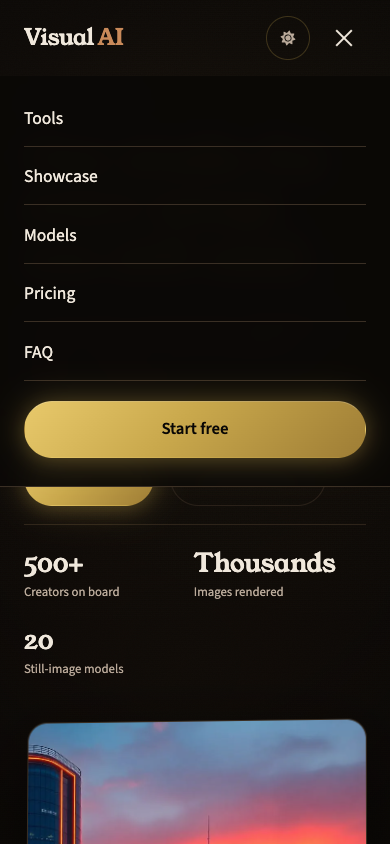 Visual AI
Tools
Showcase
Models
Pricing
FAQ
Start free
500+
Creators on board
Thousands
Images rendered
20
Still-image models